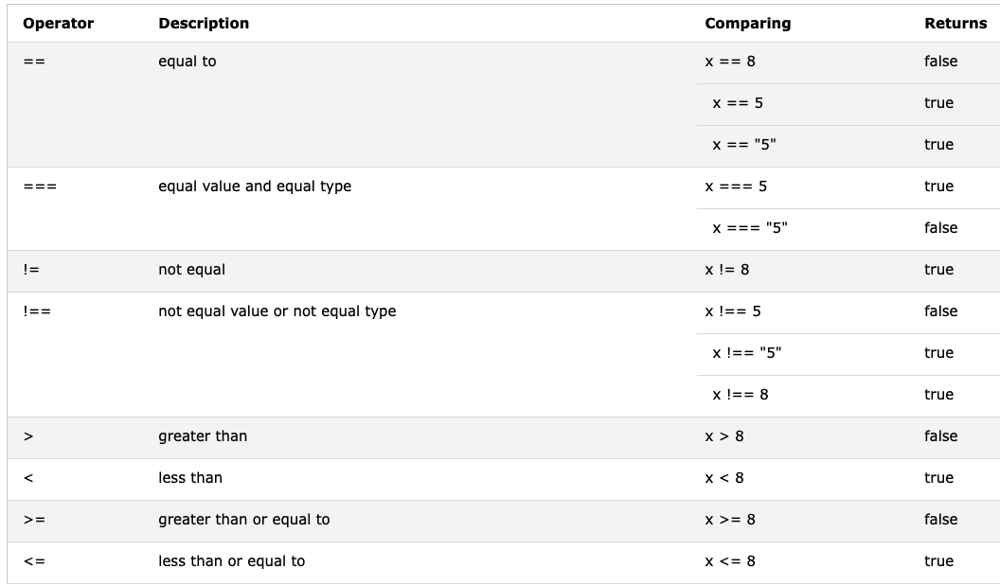 Operator Description Comparing Returns
== equal to x == 8 false
x == 5 true
x == "5" true
=== equal value and equal type x === 5 true
x === "5" false
!= not equal x != 8 true
!== not equal value or not equal type x !== 5 false
x !== "5" true
x !== 8 true
> greater than x > 8 false
< less than x < 8 true
>= greater than or equal to x >= 8 false
<= less than or equal to x <= 8 true